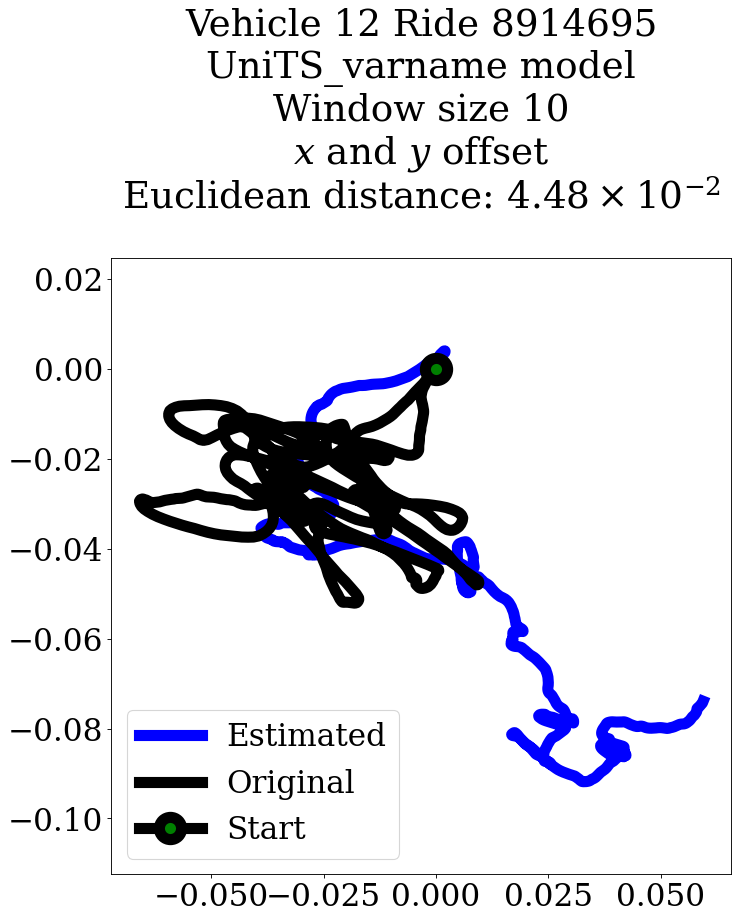 Vehicle 12 Ride 8914695
UniTS_varname model
Window size 10
x and y offset
Euclidean distance: 4.48 × 10⁻²
0.02
0.00
−0.02
−0.04
−0.06
−0.08
−0.10
Estimated
Original
Start
−0.050 −0.025 0.000 0.025 0.050